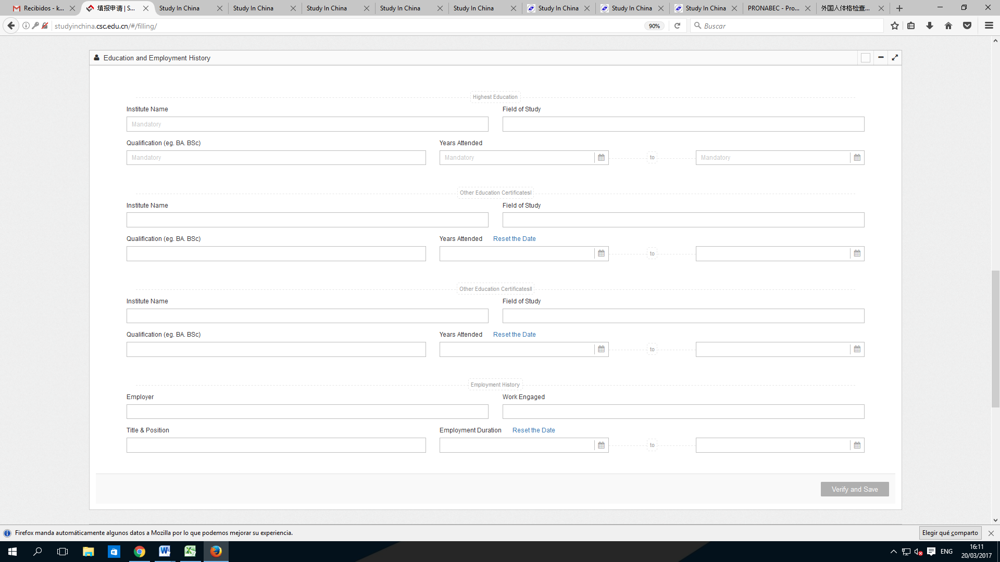 Recibidos - k...
填报申请 | S...
Study In China
Study In China
Study In China
Study In China
Study In China
Study In China
Study In China
Study In China
PRONABEC - Pro...
外国人体格检查...
studyinchina.csc.edu.cn/#/filling/
90%
Buscar
Education and Employment History
Highest Education
Institute Name
Field of Study
Mandatory
Qualification (eg. BA. BSc)
Years Attended
Mandatory
Mandatory
to
Mandatory
Other Education CertificatesI
Institute Name
Field of Study
Qualification (eg. BA. BSc)
Years Attended
Reset the Date
to
Other Education CertificatesII
Institute Name
Field of Study
Qualification (eg. BA. BSc)
Years Attended
Reset the Date
to
Employment History
Employer
Work Engaged
Title & Position
Employment Duration
Reset the Date
to
Verify and Save
Firefox manda automáticamente algunos datos a Mozilla por lo que podemos mejorar su experiencia.
Elegir qué comparto
ENG
16:11
20/03/2017